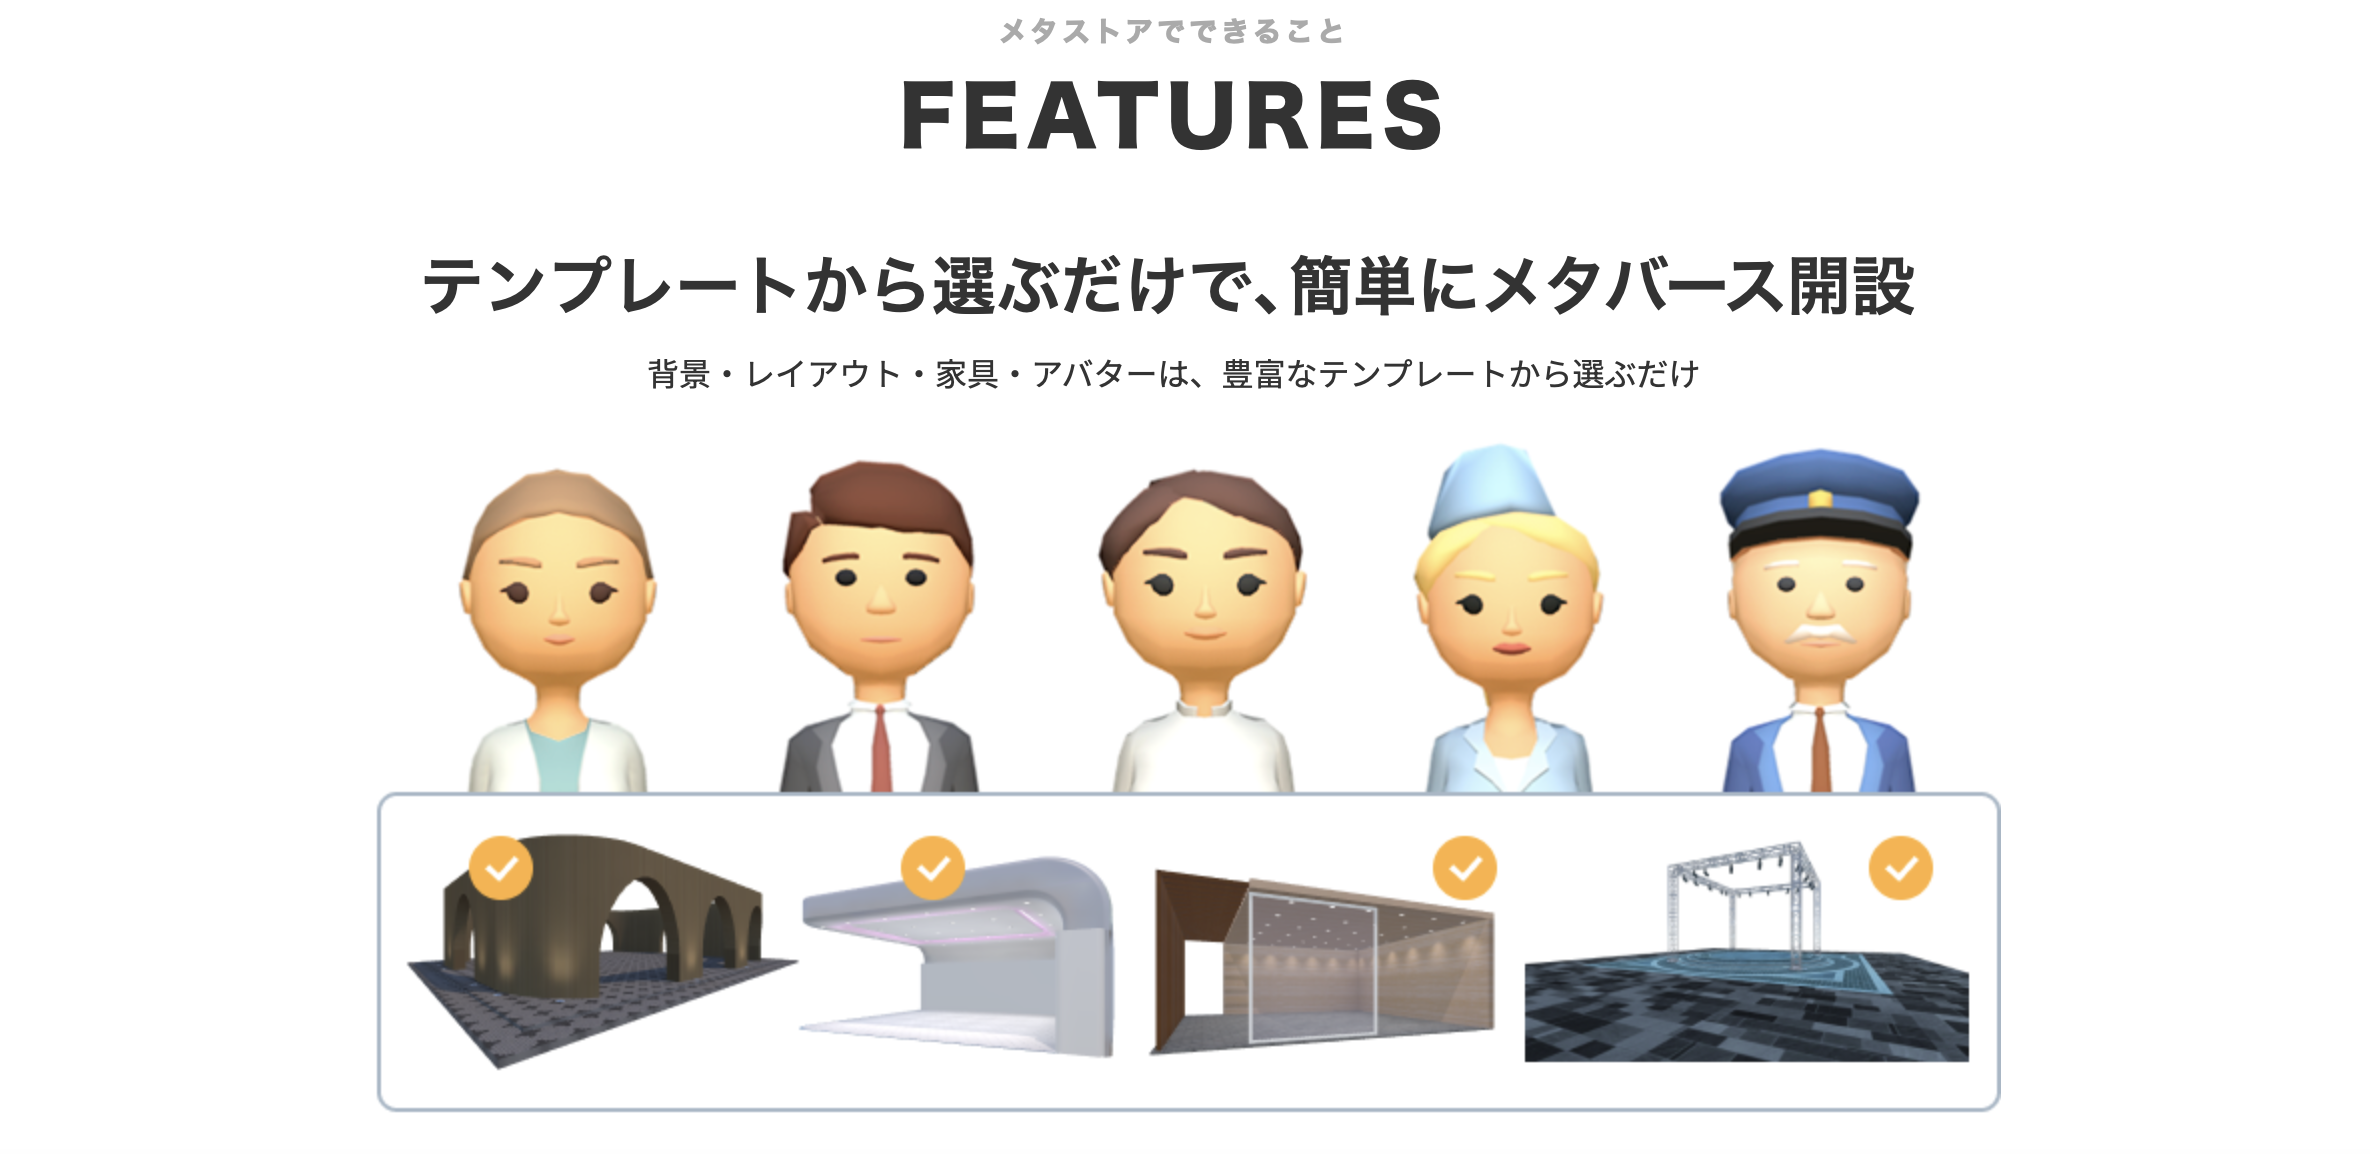 メタストアでできること
FEATURES
テンプレートから選ぶだけで、簡単にメタバース開設
背景・レイアウト・家具・アバターは、豊富なテンプレートから選ぶだけ